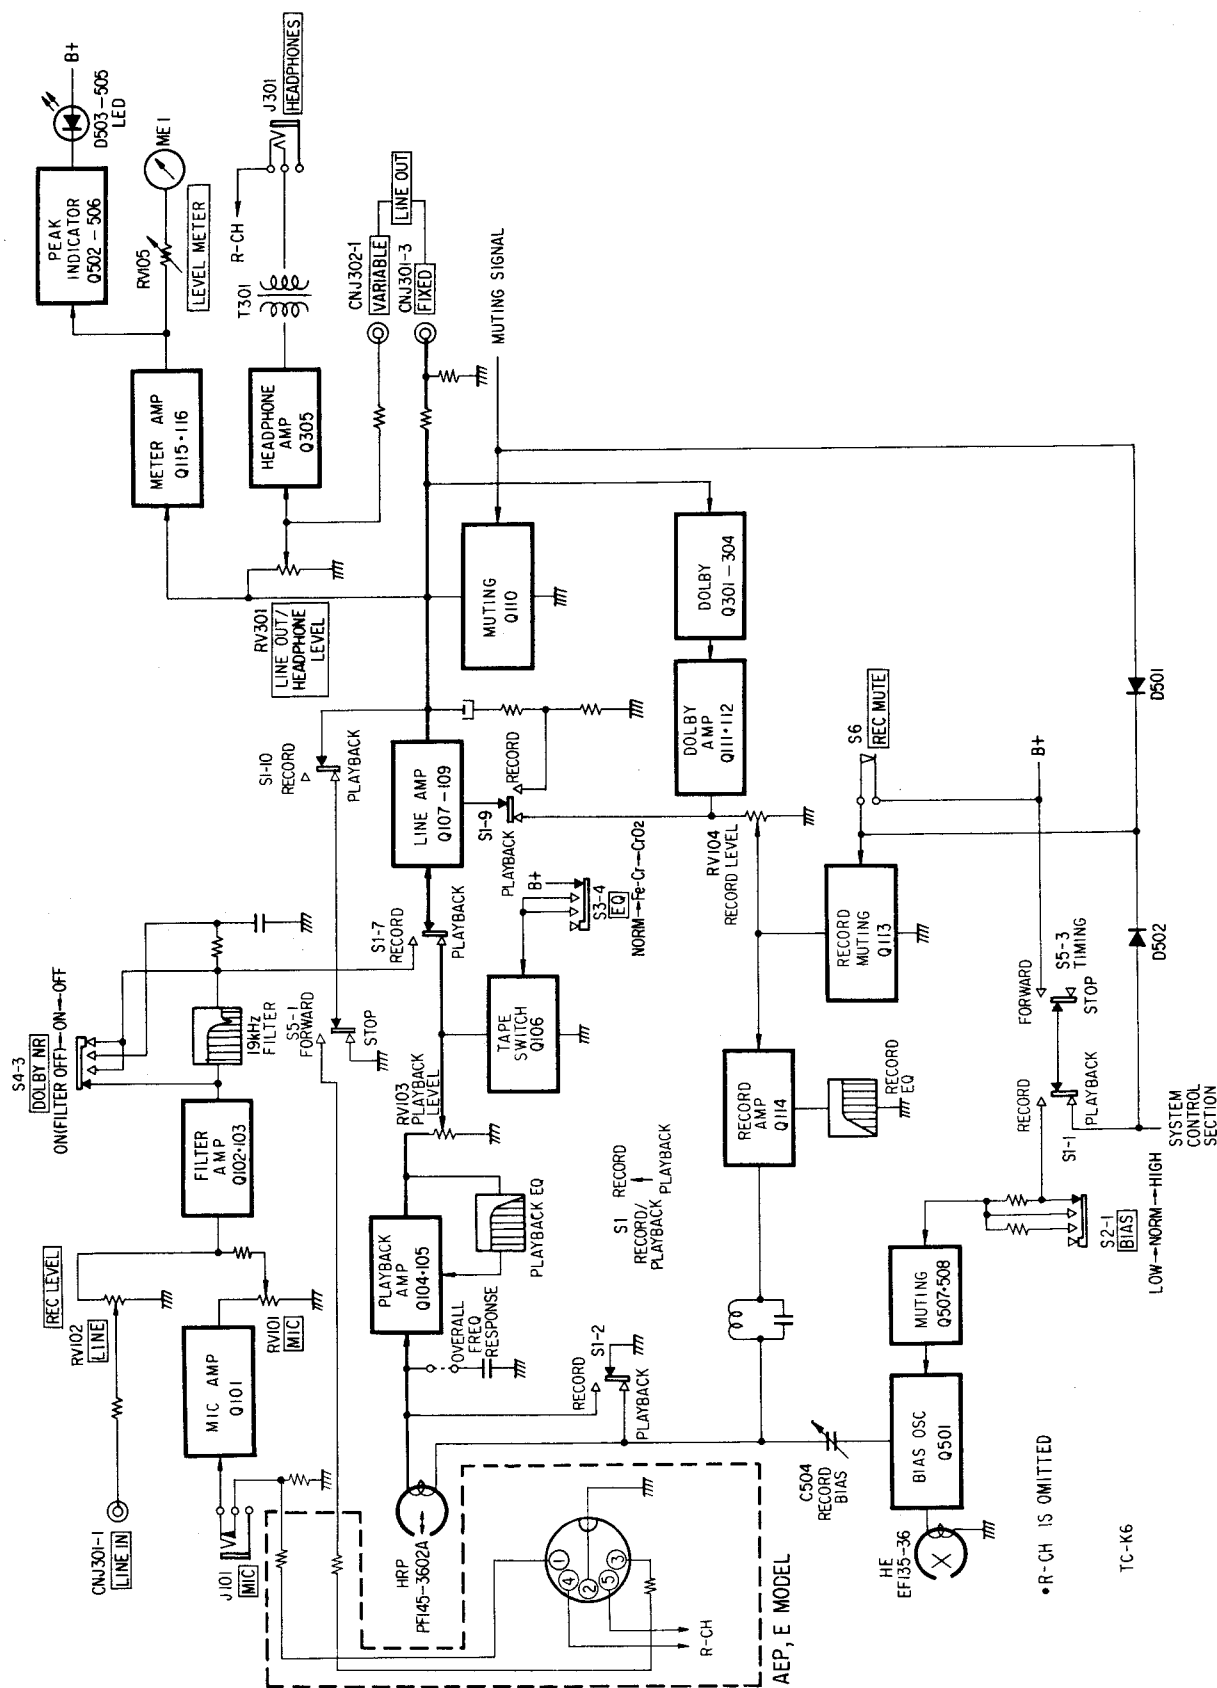 CNJ301-1
LINE IN
RV102
LINE
REC LEVEL
J101
MIC
MIC AMP
Q101
RV101
MIC
FILTER
AMP
Q102•103
S4-3
DOLBY NR
ON(FILTER OFF)↔ON↔OFF
19kHz
FILTER
S5-1
FORWARD
STOP
S1-10
RECORD
PLAYBACK
S1-7
RECORD
PLAYBACK
HRP
PF145-3602A
OVERALL
FREQ
RESPONSE
PLAYBACK
AMP
Q104•105
PLAYBACK EQ
RV103
PLAYBACK
LEVEL
TAPE
SWITCH
Q106
B+
S3-4
EQ
NORM↔Fe-Cr↔CrO2
LINE AMP
Q107-109
S1-9
PLAYBACK
RECORD
RV301
LINE OUT/
HEADPHONE
LEVEL
MUTING
Q110
METER AMP
Q115•116
PEAK
INDICATOR
Q502-506
B+
D503-505
LED
RV105
ME1
LEVEL METER
HEADPHONE
AMP
Q305
T301
R-CH
J301
HEADPHONES
CNJ302-1
VARIABLE
CNJ301-3
FIXED
LINE OUT
MUTING SIGNAL
DOLBY
Q301-304
DOLBY
AMP
Q111•112
RV104
RECORD LEVEL
S1-2
RECORD
PLAYBACK
S1
RECORD/
PLAYBACK
RECORD
PLAYBACK
RECORD
AMP
Q114
RECORD
EQ
RECORD
MUTING
Q113
S6
REC MUTE
B+
C504
RECORD
BIAS
HE
EF135-36
BIAS OSC
Q501
MUTING
Q507•508
S2-1
BIAS
LOW↔NORM↔HIGH
RECORD
PLAYBACK
S1-1
FORWARD
STOP
S5-3
TIMING
D502
D501
SYSTEM
CONTROL
SECTION
1
4
2
5
3
R-CH
AEP, E MODEL
•R-CH IS OMITTED
TC-K6